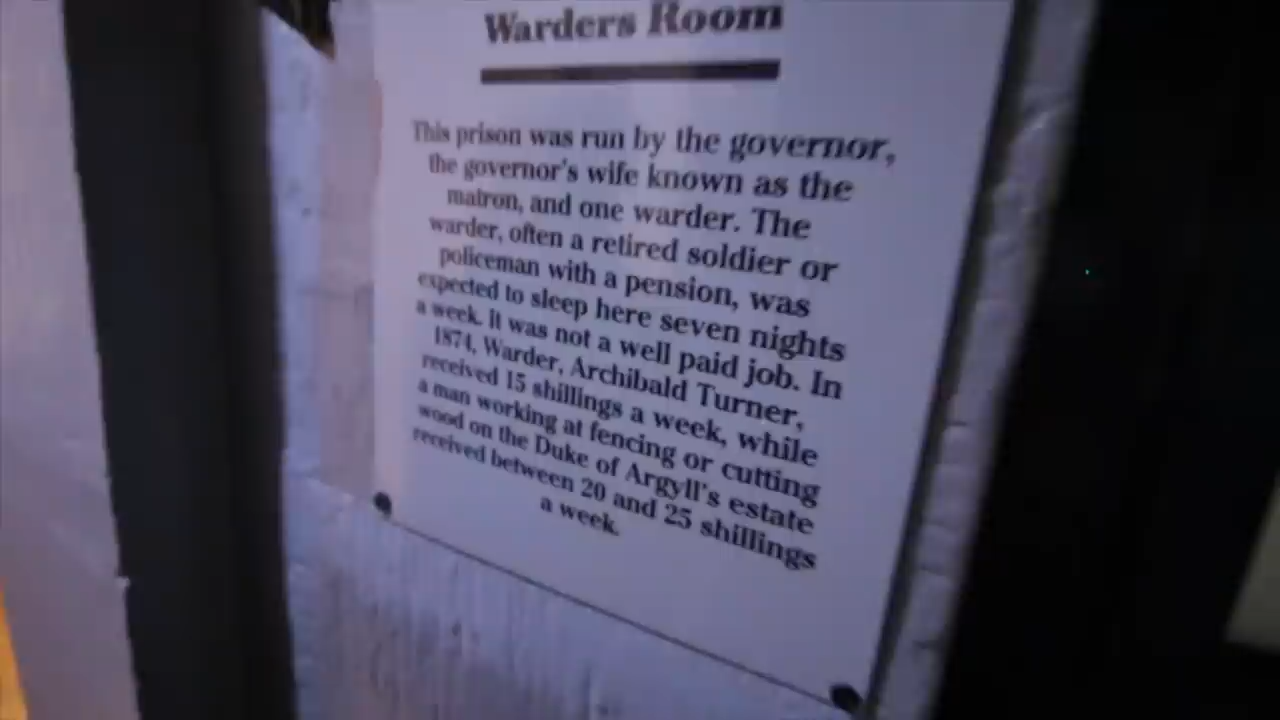 Warders Room
This prison was run by the governor,
the governor's wife known as the
matron, and one warder. The
warder, often a retired soldier or
policeman with a pension, was
expected to sleep here seven nights
a week. It was not a well paid job. In
1874, Warder, Archibald Turner,
received 15 shillings a week, while
a man working at fencing or cutting
wood on the Duke of Argyll's estate
received between 20 and 25 shillings
a week.